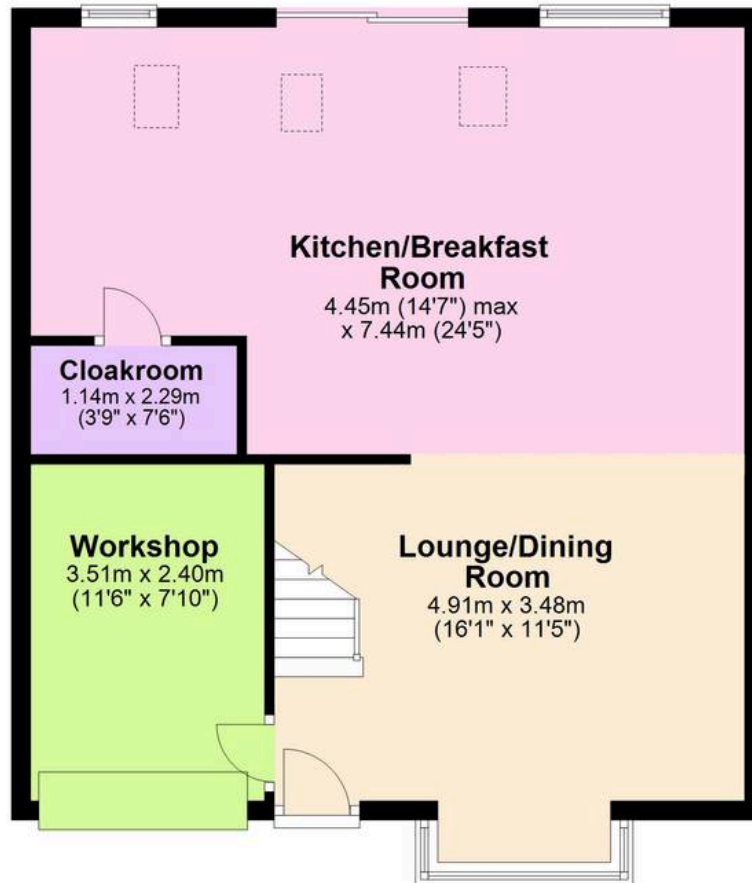 Kitchen/Breakfast
Room
4.45m (14'7") max
x 7.44m (24'5")
Cloakroom
1.14m x 2.29m
(3'9" x 7'6")
Workshop
3.51m x 2.40m
(11'6" x 7'10")
Lounge/Dining
Room
4.91m x 3.48m
(16'1" x 11'5")